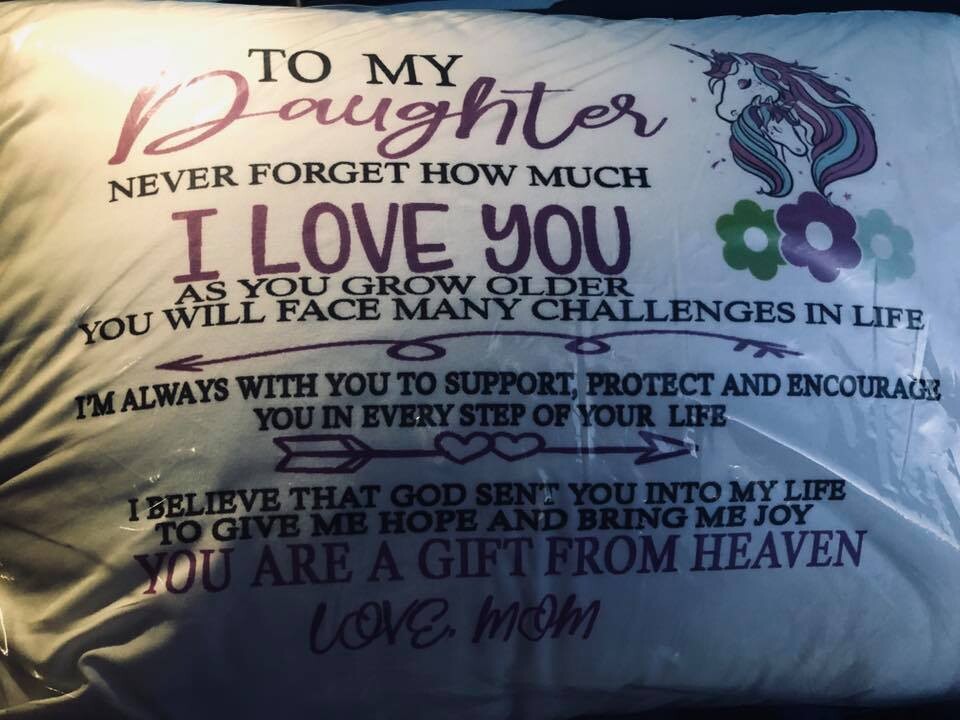 TO MY
Daughter
NEVER FORGET HOW MUCH
I LOVE YOU
AS YOU GROW OLDER
YOU WILL FACE MANY CHALLENGES IN LIFE
I'M ALWAYS WITH YOU TO SUPPORT, PROTECT AND ENCOURAGE
YOU IN EVERY STEP OF YOUR LIFE
I BELIEVE THAT GOD SENT YOU INTO MY LIFE
TO GIVE ME HOPE AND BRING ME JOY
YOU ARE A GIFT FROM HEAVEN
LOVE, MOM